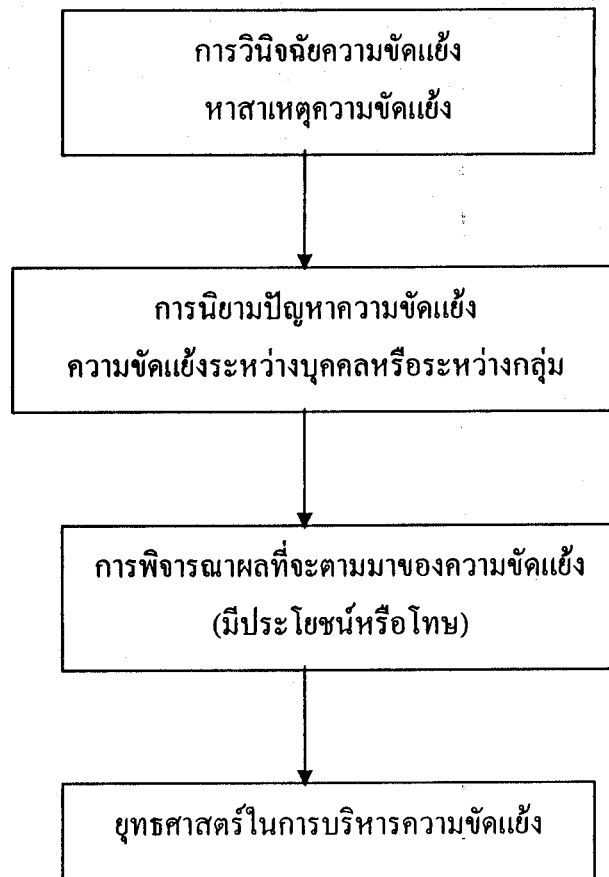 การวินิจฉัยความขัดแย้ง
หาสาเหตุความขัดแย้ง
การนิยามปัญหาความขัดแย้ง
ความขัดแย้งระหว่างบุคคลหรือระหว่างกลุ่ม
การพิจารณาผลที่จะตามมาของความขัดแย้ง
(มีประโยชน์หรือโทษ)
ยุทธศาสตร์ในการบริหารความขัดแย้ง